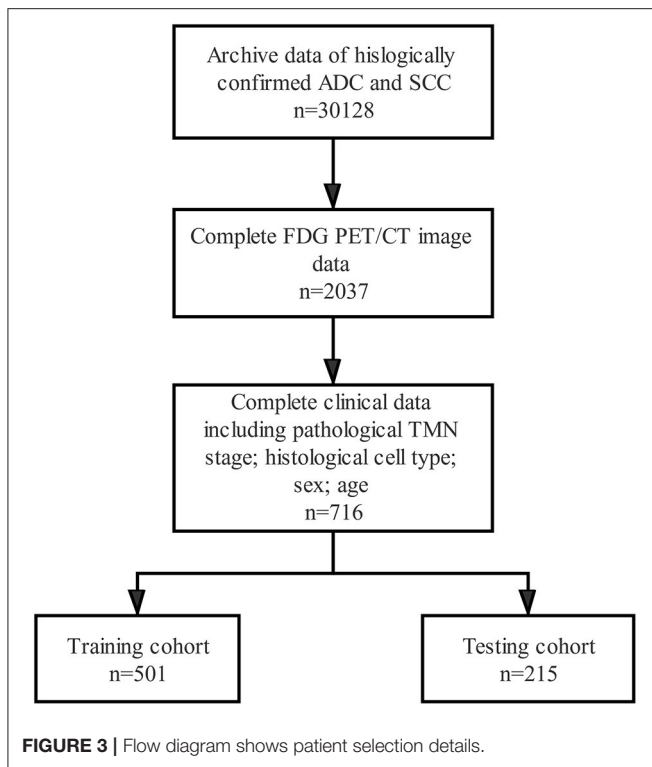 Archive data of hislogically
confirmed ADC and SCC
n=30128
Complete FDG PET/CT image
data
n=2037
Complete clinical data
including pathological TMN
stage; histological cell type;
sex; age
n=716
Training cohort
n=501
Testing cohort
n=215
FIGURE 3 | Flow diagram shows patient selection details.